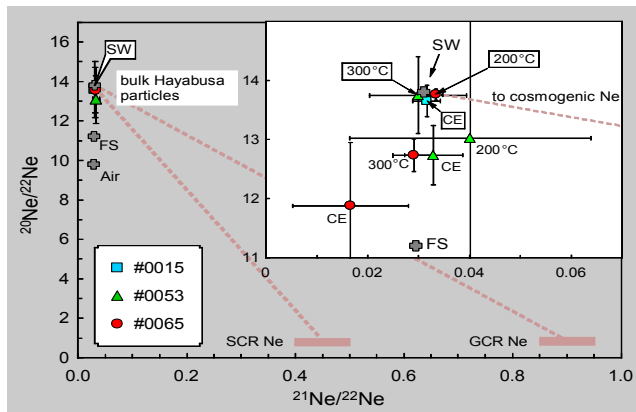 16
14
12
10
8
6
4
2
0
0.0
0.2
0.4
0.6
0.8
1.0
20Ne/22Ne
21Ne/22Ne
SW
bulk Hayabusa
particles
FS
Air
#0015
#0053
#0065
SCR Ne
GCR Ne
14
13
12
11
0
0.02
0.04
0.06
SW
300°C
200°C
to cosmogenic Ne
CE
300°C
CE
200°C
CE
FS